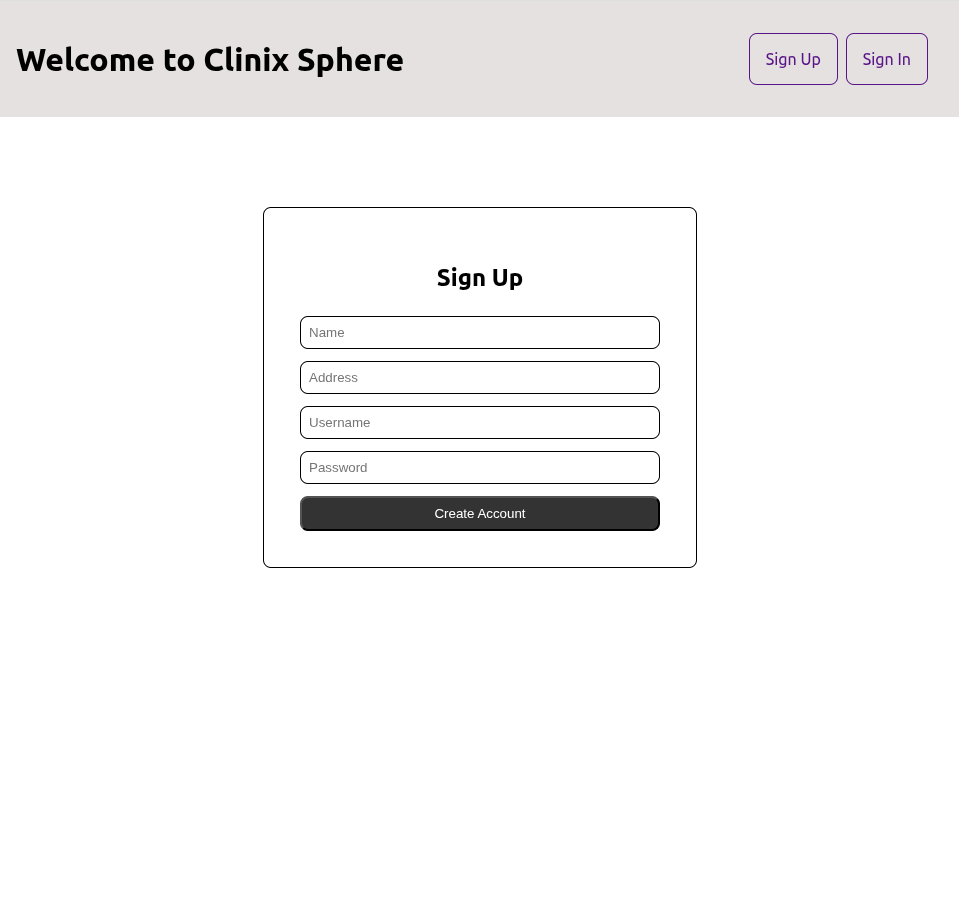 Welcome to Clinix Sphere
Sign Up
Sign In
Sign Up
Name
Address
Username
Password
Create Account